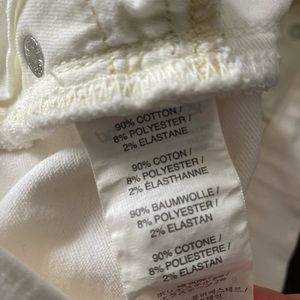 90% COTTON /
8% POLYESTER /
2% ELASTANE
90% COTON /
8% POLYESTER /
2% ÉLASTHANNE
90% BAUMWOLLE /
8% POLYESTER /
2% ELASTAN
90% COTONE /
8% POLIESTERE /
2% ELASTAN